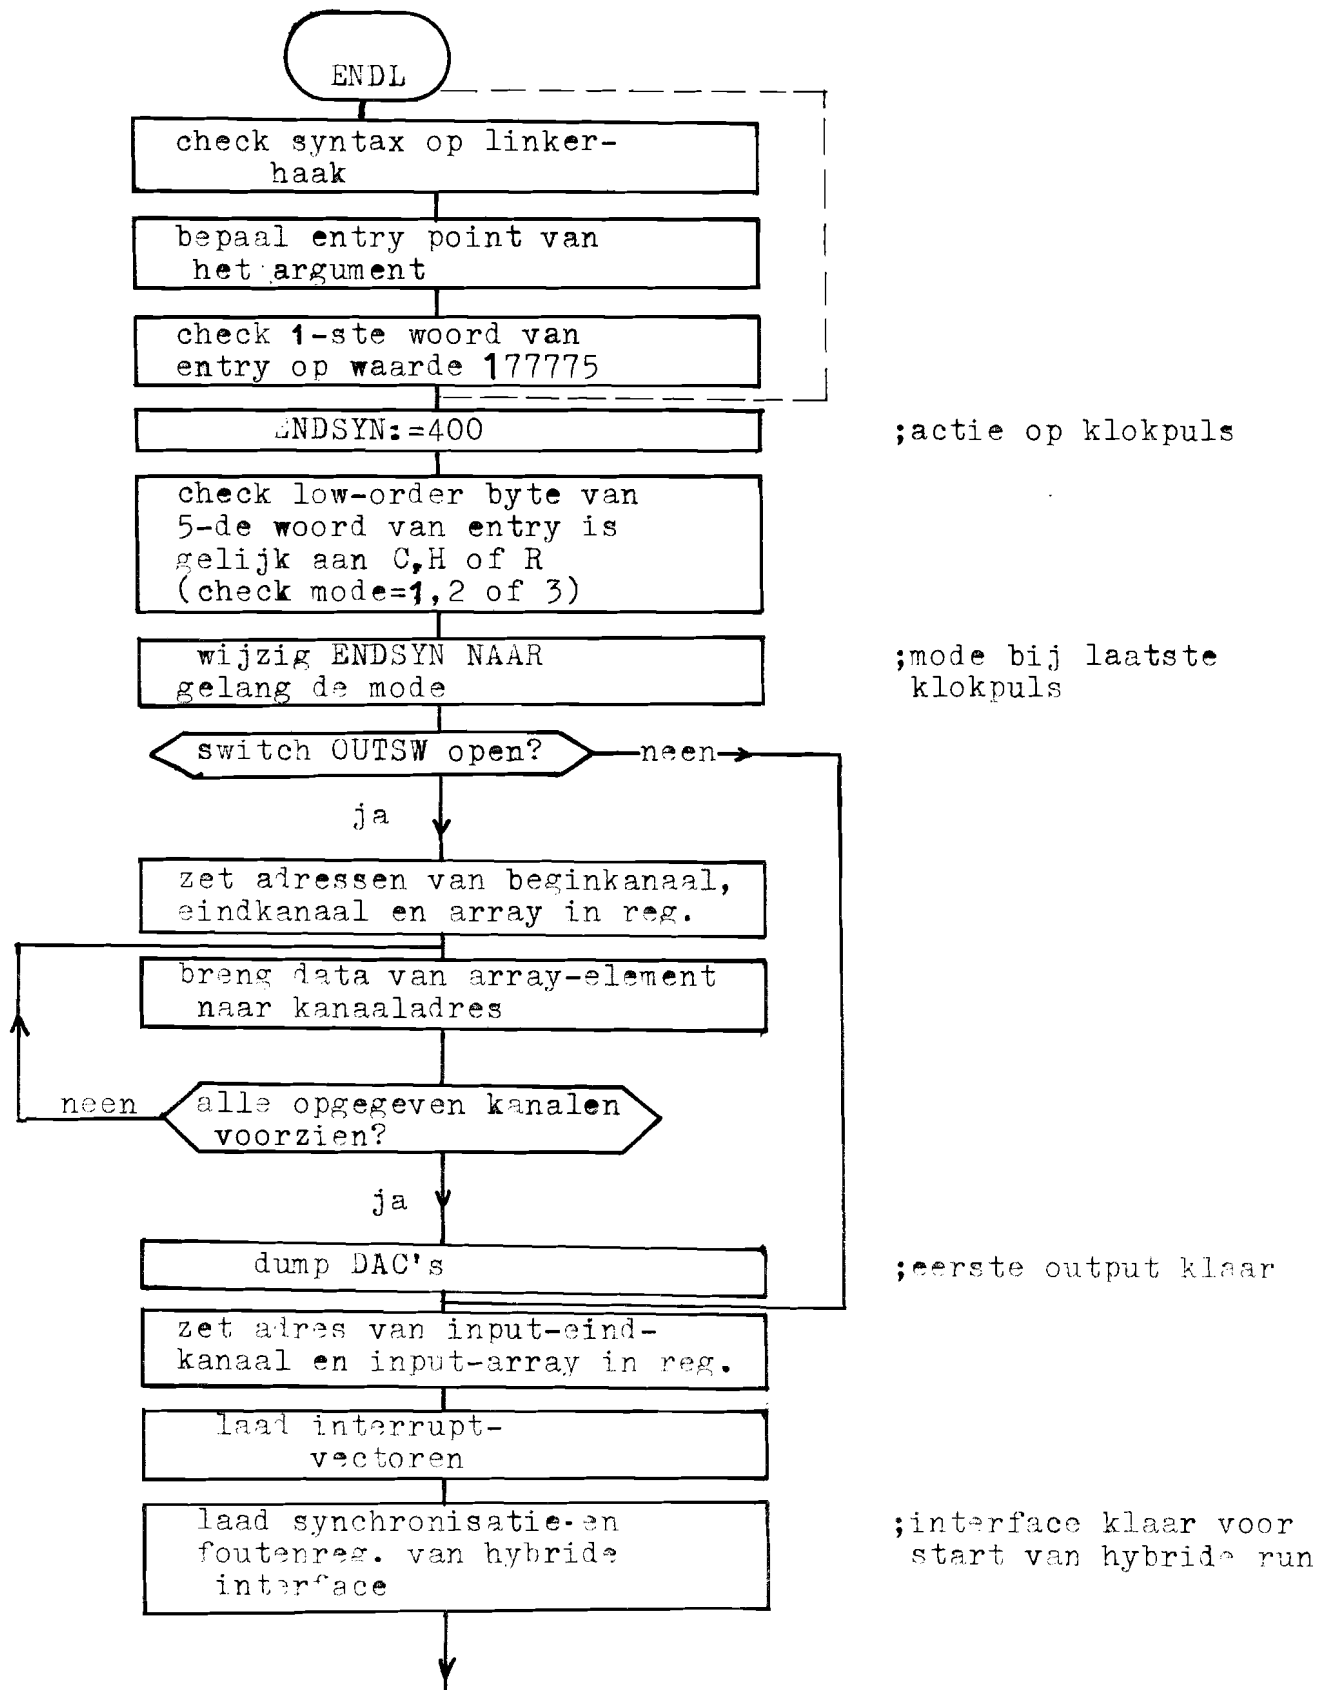 ENDL
check syntax op linker-
haak
bepaal entry point van
het argument
check 1-ste woord van
entry op waarde 177775
ENDSYN:=400
;actie op klokpuls
check low-order byte van
5-de woord van entry is
gelijk aan C,H of R
(check mode=1,2 of 3)
wijzig ENDSYN NAAR
gelang de mode
;mode bij laatste
klokpuls
switch OUTSW open?
neen
ja
zet adressen van beginkanaal,
eindkanaal en array in reg.
breng data van array-element
naar kanaaladres
neen
alle opgegeven kanalen
voorzien?
ja
dump DAC's
;eerste output klaar
zet adres van input-eind-
kanaal en input-array in reg.
laad interrupt-
vectoren
laad synchronisatie-en
foutenreg. van hybride
interface
;interface klaar voor
start van hybride run